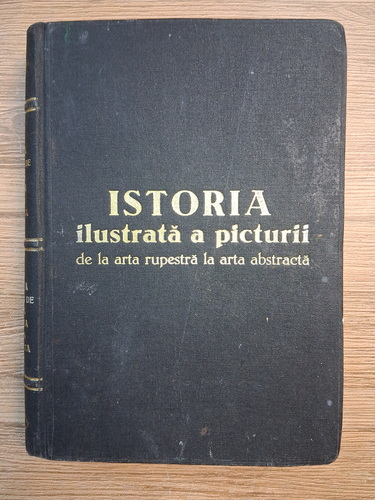 ISTORIA
ilustrată a picturii
de la arta rupestră la arta abstractă